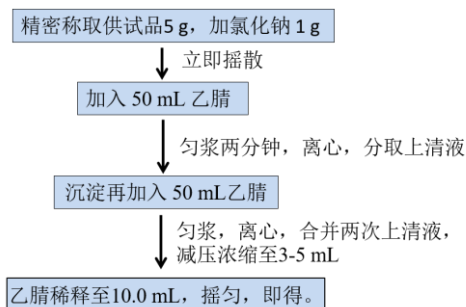 精密称取供试品5 g，加氯化钠 1 g
立即摇散
加入 50 mL 乙腈
匀浆两分钟，离心，分取上清液
沉淀再加入 50 mL乙腈
匀浆，离心，合并两次上清液，
减压浓缩至3-5 mL
乙腈稀释至10.0 mL，摇匀，即得。